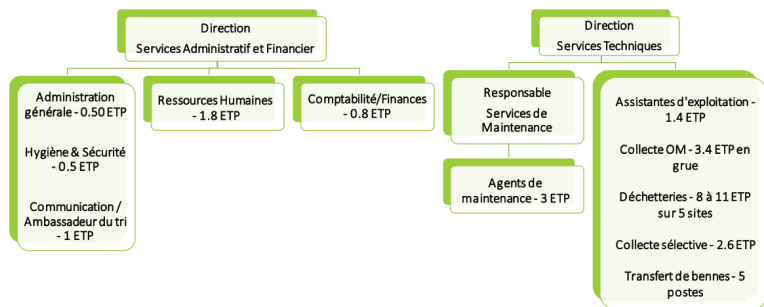 Direction
Services Administratif et Financier
Administration
générale - 0.50 ETP
Hygiène & Sécurité
- 0.5 ETP
Communication /
Ambassadeur du tri
- 1 ETP
Ressources Humaines
- 1.8 ETP
Comptabilité/Finances
- 0.8 ETP
Direction
Services Techniques
Responsable
Services de
Maintenance
Agents de
maintenance - 3 ETP
Assistantes d'exploitation -
1.4 ETP
Collecte OM - 3.4 ETP en
grue
Déchetteries - 8 à 11 ETP
sur 5 sites
Collecte sélective - 2.6 ETP
Transfert de bennes - 5
postes